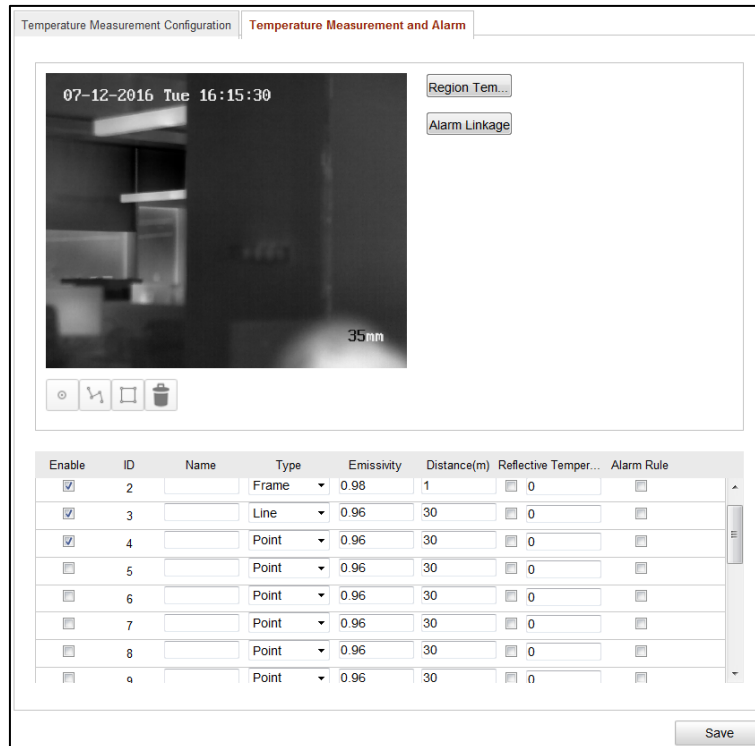 Temperature Measurement Configuration Temperature Measurement and Alarm
07-12-2016 Tue 16:15:30
Region Tem...
Alarm Linkage
35mm
Enable ID Name Type Emissivity Distance(m) Reflective Temper... Alarm Rule
2 Frame 0.98 1 0
3 Line 0.96 30 0
4 Point 0.96 30 0
5 Point 0.96 30 0
6 Point 0.96 30 0
7 Point 0.96 30 0
8 Point 0.96 30 0
9 Point 0.96 30 0
Save